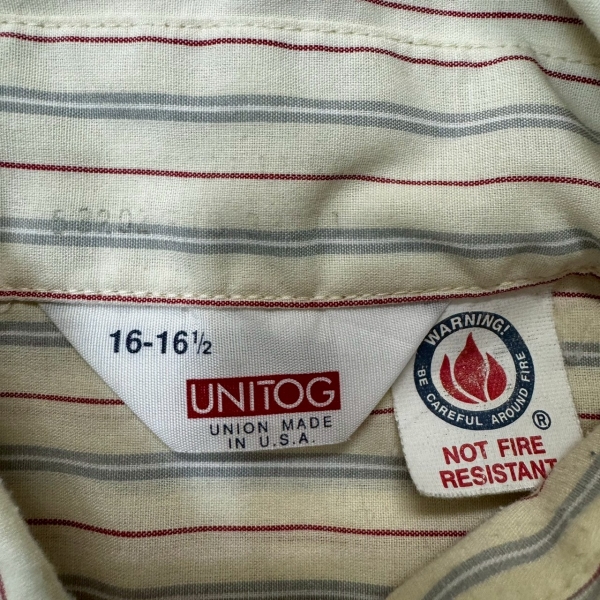 16-16½
UNITOG
UNION MADE
IN U.S.A.
WARNING!
BE CAREFUL AROUND FIRE
®
NOT FIRE
RESISTANT